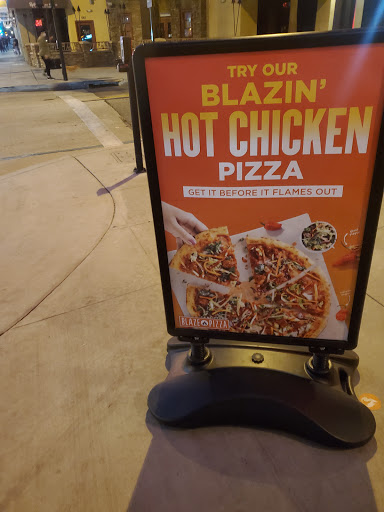 TRY OUR
BLAZIN'
HOT CHICKEN
PIZZA
GET IT BEFORE IT FLAMES OUT
BLAZE PIZZA